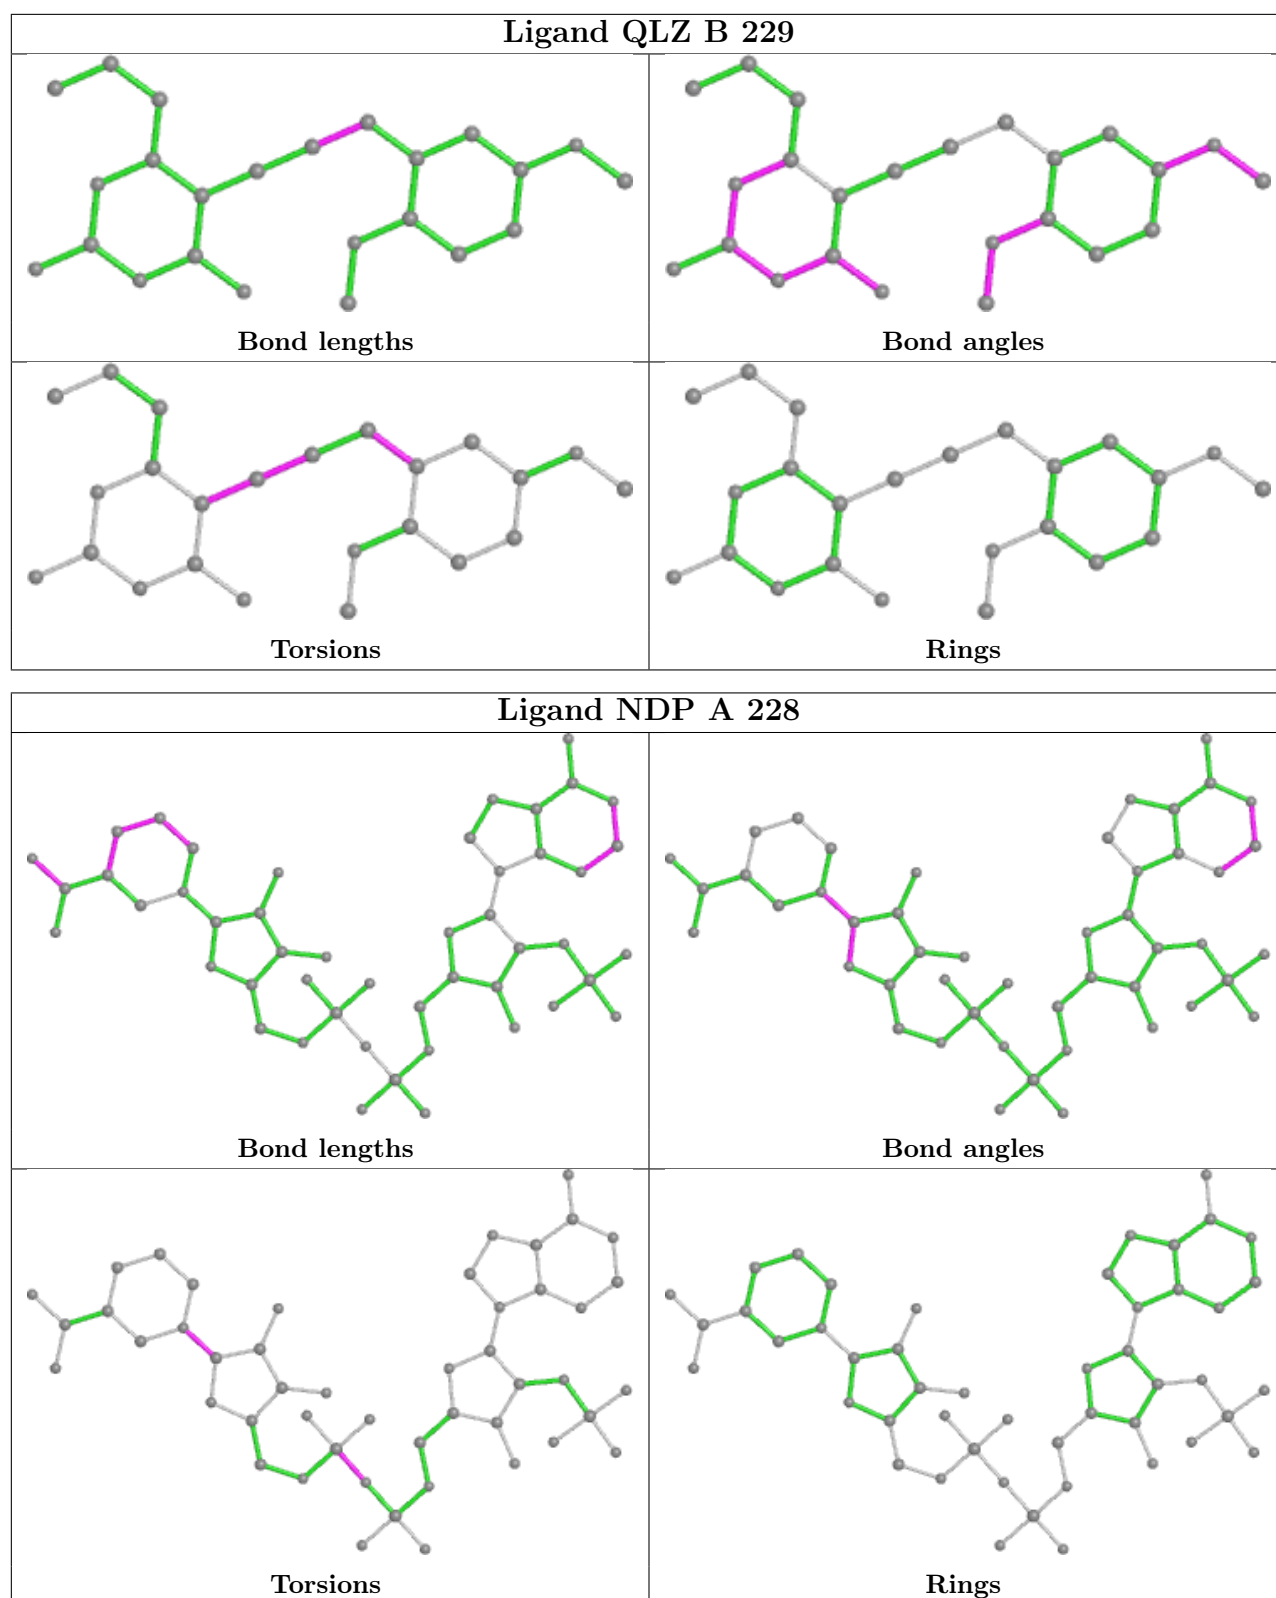 Ligand QLZ B 229
Bond lengths
Bond angles
Torsions
Rings
Ligand NDP A 228
Bond lengths
Bond angles
Torsions
Rings